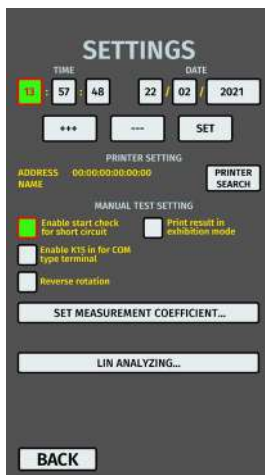 SETTINGS
TIME DATE
13 : 57 : 48 22 / 02 / 2021
+++ --- SET
PRINTER SETTING
ADDRESS 00:00:00:00:00:00
NAME
PRINTER
SEARCH
MANUAL TEST SETTING
Enable start check
for short circuit
Print result in
exhibition mode
Enable K15 in for COM
type terminal
Reverse rotation
SET MEASUREMENT COEFFICIENT...
LIN ANALYZING...
BACK